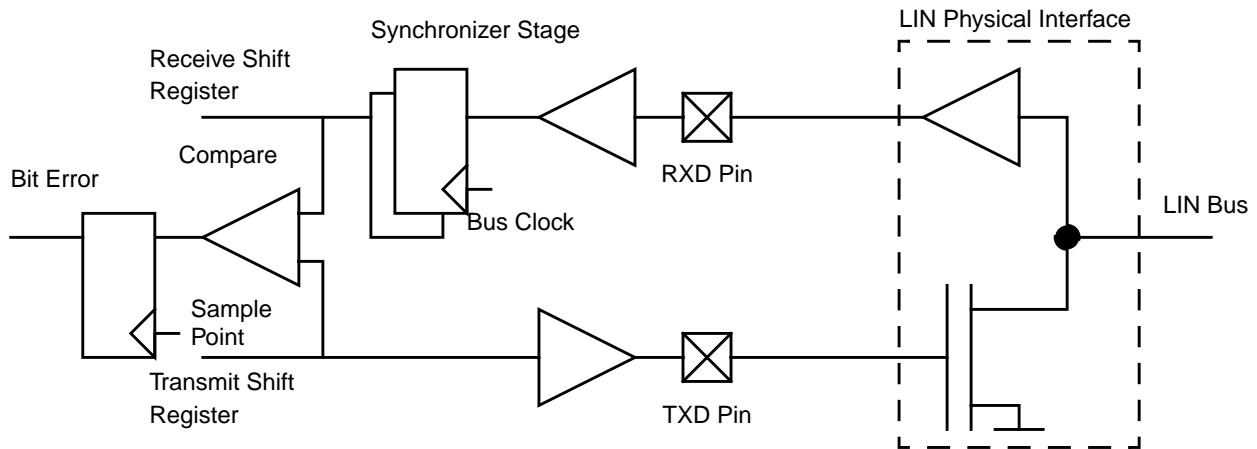 LIN Physical Interface
Synchronizer Stage
Receive Shift
Register
Compare
RXD Pin
Bit Error
Bus Clock
LIN Bus
Sample
Point
Transmit Shift
Register
TXD Pin